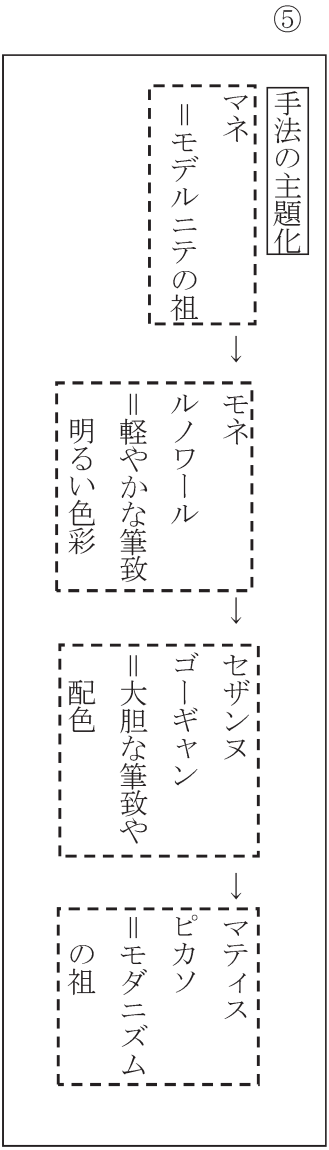 ⑤
手法の主題化
マネ
=モデルニテの祖
↓
モネ
ルノワール
=軽やかな筆致
明るい色彩
↓
セザンヌ
ゴーギャン
=大胆な筆致や
配色
↓
マティス
ピカソ
=モダニズム
の祖